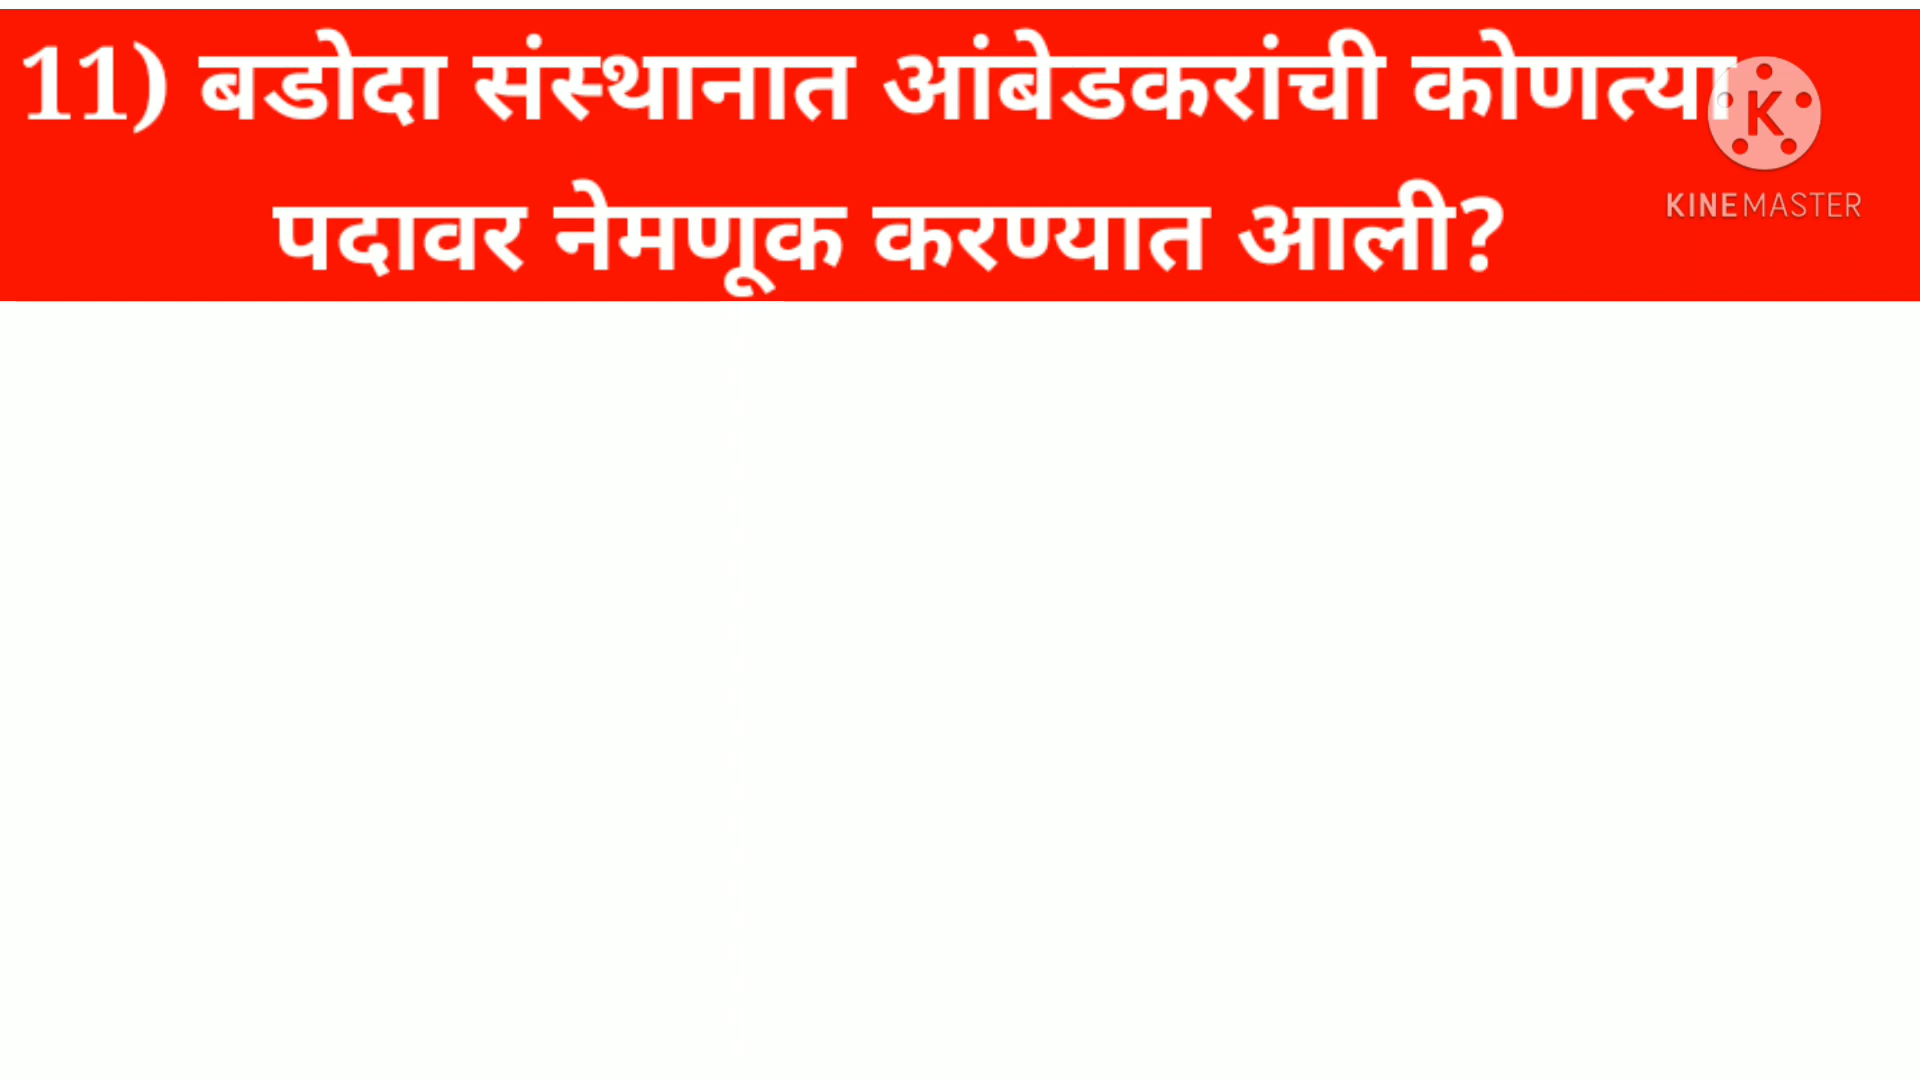 11) बडोदा संस्थानात आंबेडकरांची कोणत्या
पदावर नेमणूक करण्यात आली?
K
KINEMASTER